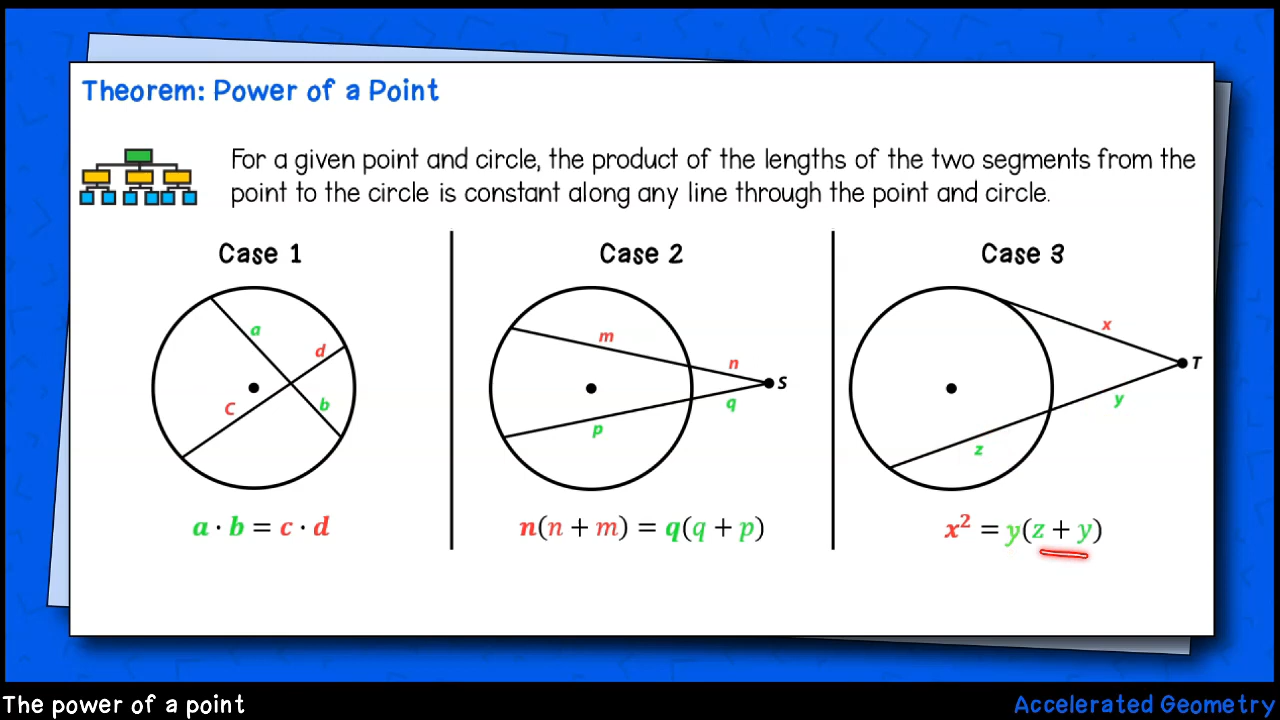 Theorem: Power of a Point
For a given point and circle, the product of the lengths of the two segments from the
point to the circle is constant along any line through the point and circle.
Case 1
a
d
c
b
a · b = c · d
Case 2
m
n
S
q
p
n(n + m) = q(q + p)
Case 3
x
T
y
z
x² = y(z + y)
The power of a point
Accelerated Geometry